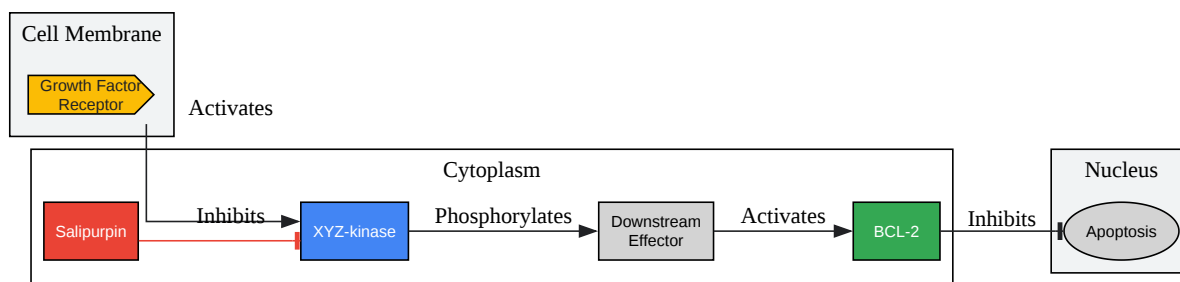 Cell Membrane
Growth Factor
Receptor
Activates
Cytoplasm
Nucleus
Salipurpin
Inhibits
XYZ-kinase
Phosphorylates
Downstream
Effector
Activates
BCL-2
Inhibits
Apoptosis